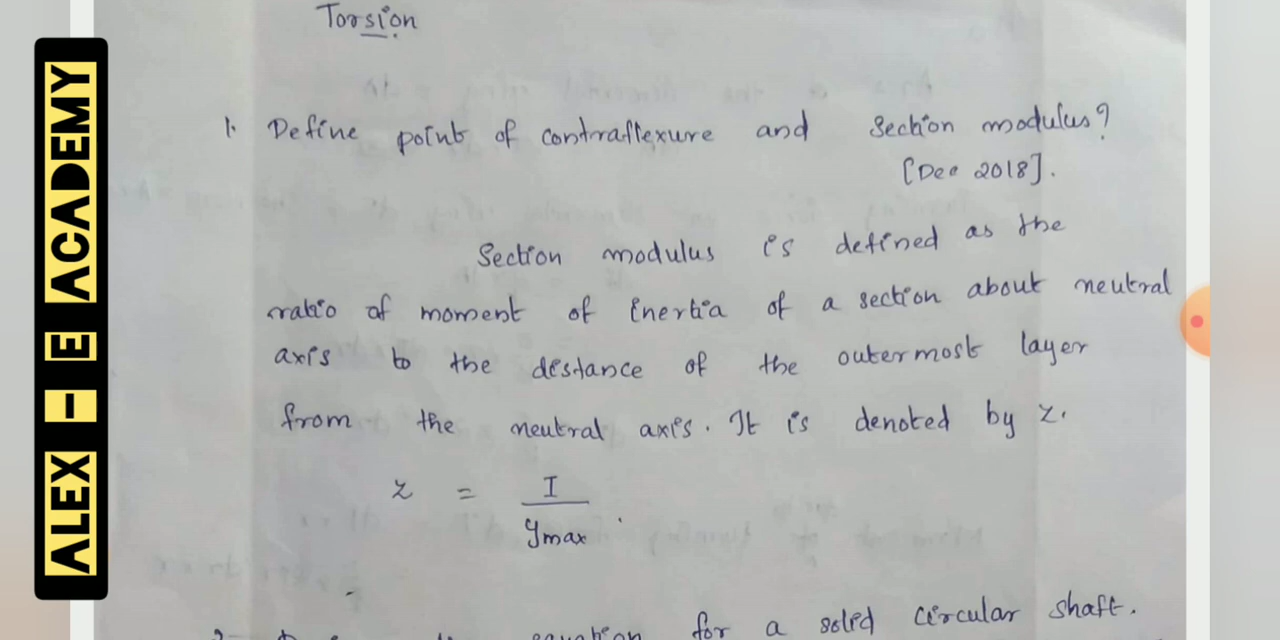 Torsion
1. Define point of contraflexure and Section modulus?
[Dec 2018].
Section modulus is defined as the
ratio of moment of inertia of a section about neutral
axis to the distance of the outermost layer
from the neutral axis. It is denoted by z.
z = I / ymax.
equation for a solid circular shaft.
ALEX - E ACADEMY